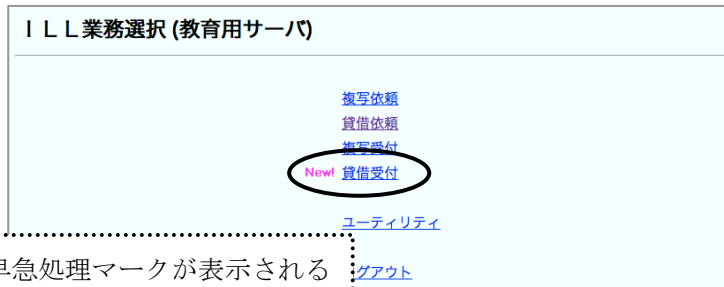 ＩＬＬ業務選択 (教育用サーバ)
複写依頼
貸借依頼
複写受付
New! 貸借受付
ユーティリティ
早急処理マークが表示される
グアウト